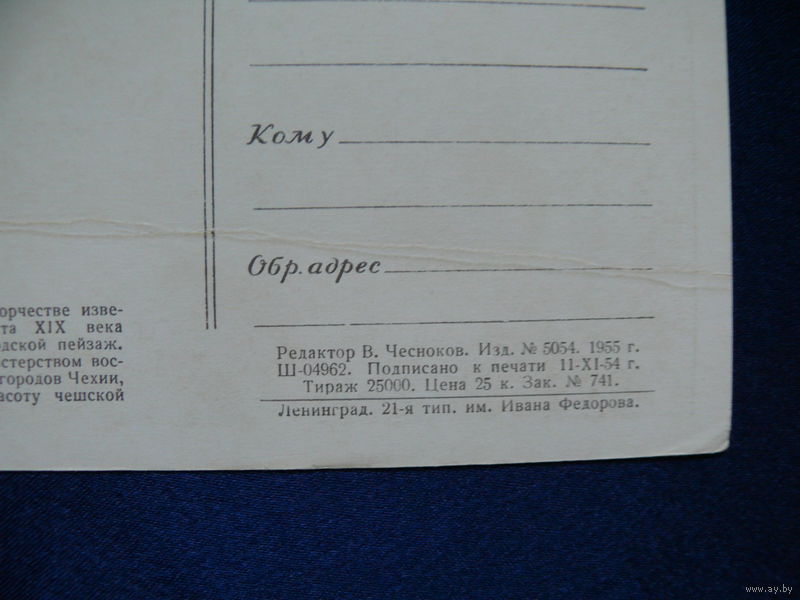 Кому
Обр. адрес
орчестве изве-
та XIX века
дской пейзаж.
стерством вос-
городов Чехии,
асоту чешской
Редактор В. Чесноков. Изд. № 5054. 1955 г.
Ш-04962. Подписано к печати 11-XI-54 г.
Тираж 25000. Цена 25 к. Зак. № 741.
Ленинград. 21-я тип. им. Ивана Федорова.
www.ay.by